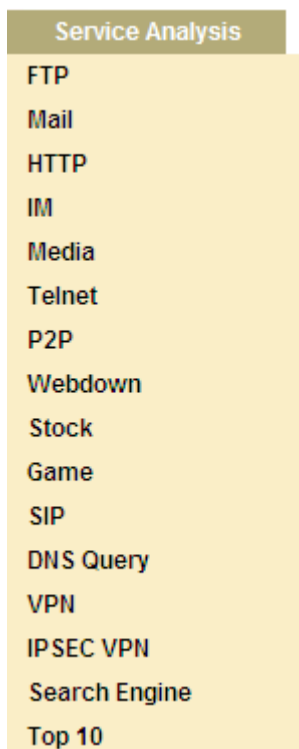 Service Analysis
FTP
Mail
HTTP
IM
Media
Telnet
P2P
Webdown
Stock
Game
SIP
DNS Query
VPN
IPSEC VPN
Search Engine
Top 10